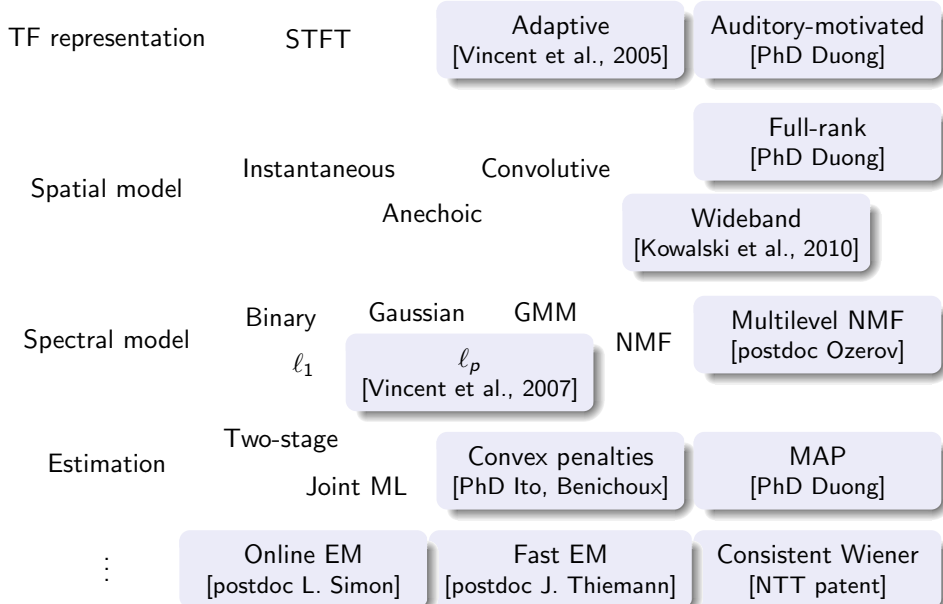 TF representation
STFT
Adaptive
[Vincent et al., 2005]
Auditory-motivated
[PhD Duong]
Spatial model
Instantaneous
Anechoic
Convolutive
Full-rank
[PhD Duong]
Wideband
[Kowalski et al., 2010]
Spectral model
Binary
ℓ₁
Gaussian
ℓₚ
[Vincent et al., 2007]
GMM
NMF
Multilevel NMF
[postdoc Ozerov]
Estimation
Two-stage
Joint ML
Convex penalties
[PhD Ito, Benichoux]
MAP
[PhD Duong]
⋮
Online EM
[postdoc L. Simon]
Fast EM
[postdoc J. Thiemann]
Consistent Wiener
[NTT patent]